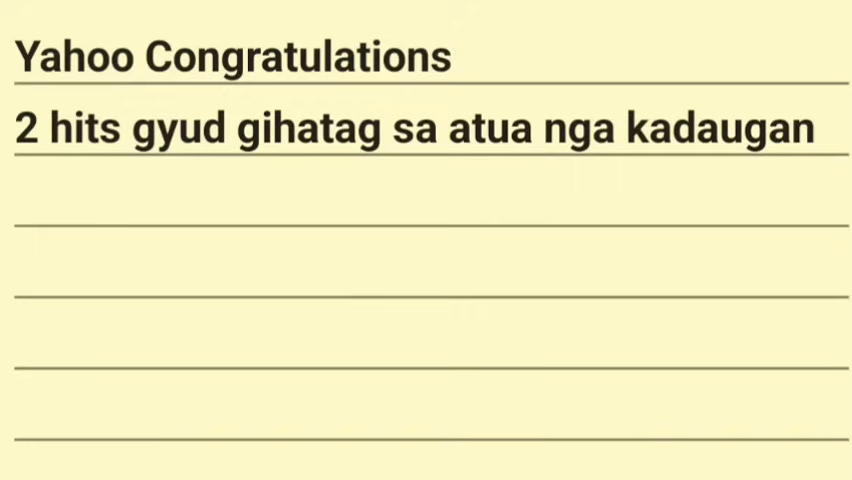 Yahoo Congratulations
2 hits gyud gihatag sa atua nga kadaugan